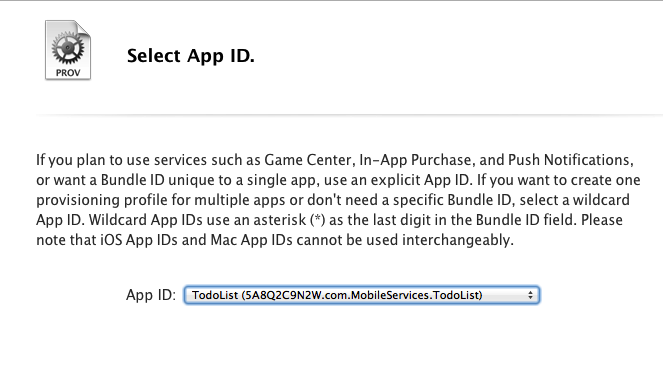 PROV
Select App ID.
If you plan to use services such as Game Center, In-App Purchase, and Push Notifications,
or want a Bundle ID unique to a single app, use an explicit App ID. If you want to create one
provisioning profile for multiple apps or don't need a specific Bundle ID, select a wildcard
App ID. Wildcard App IDs use an asterisk (*) as the last digit in the Bundle ID field. Please
note that iOS App IDs and Mac App IDs cannot be used interchangeably.
App ID: TodoList (5A8Q2C9N2W.com.MobileServices.TodoList)